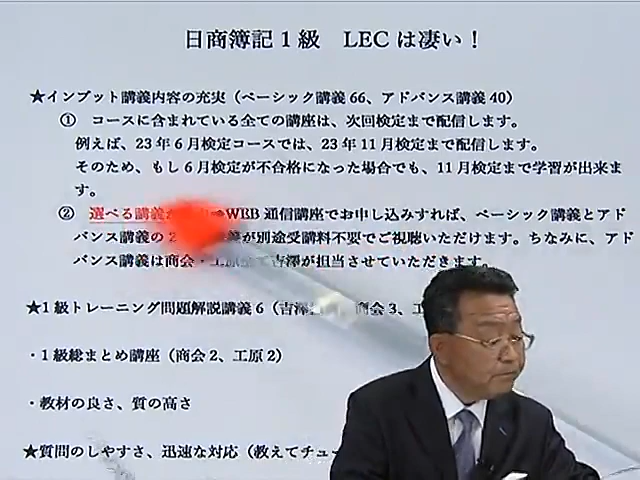 日商簿記1級 LECは凄い！
★インプット講義内容の充実（ベーシック講義66、アドバンス講義40）
① コースに含まれている全ての講座は、次回検定まで配信します。
例えば、23年6月検定コースでは、23年11月検定まで配信します。
そのため、もし6月検定が不合格になった場合でも、11月検定まで学習が出来ま
す。
② 選べる講義が WEB通信講座でお申し込みすれば、ベーシック講義とアド
バンス講義の2 義が別途受講料不要でご視聴いただけます。ちなみに、アド
バンス講義は商会・工原 吉澤が担当させていただきます。
★1級トレーニング問題解説講義6（吉澤 商会3、工
・1級総まとめ講座（商会2、工原2）
・教材の良さ、質の高さ
★質問のしやすさ、迅速な対応（教えてチュー